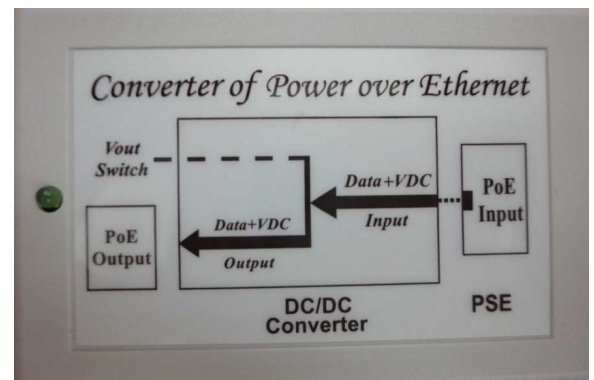 Converter of Power over Ethernet
Vout
Switch
Data+VDC
Input
PoE
Input
Data+VDC
Output
PoE
Output
DC/DC
Converter
PSE